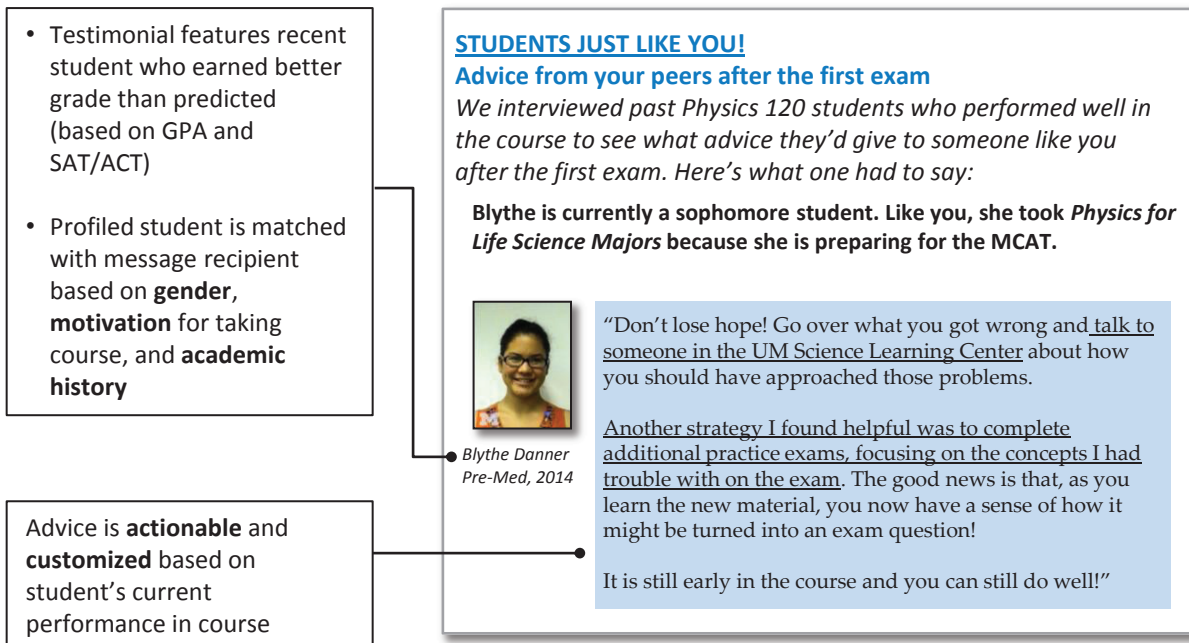 • Testimonial features recent
student who earned better
grade than predicted
(based on GPA and
SAT/ACT)
• Profiled student is matched
with message recipient
based on gender,
motivation for taking
course, and academic
history
Advice is actionable and
customized based on
student's current
performance in course
STUDENTS JUST LIKE YOU!
Advice from your peers after the first exam
We interviewed past Physics 120 students who performed well in
the course to see what advice they'd give to someone like you
after the first exam. Here's what one had to say:
Blythe is currently a sophomore student. Like you, she took Physics for
Life Science Majors because she is preparing for the MCAT.
Blythe Danner
Pre-Med, 2014
“Don't lose hope! Go over what you got wrong and talk to
someone in the UM Science Learning Center about how
you should have approached those problems.
Another strategy I found helpful was to complete
additional practice exams, focusing on the concepts I had
trouble with on the exam. The good news is that, as you
learn the new material, you now have a sense of how it
might be turned into an exam question!
It is still early in the course and you can still do well!”